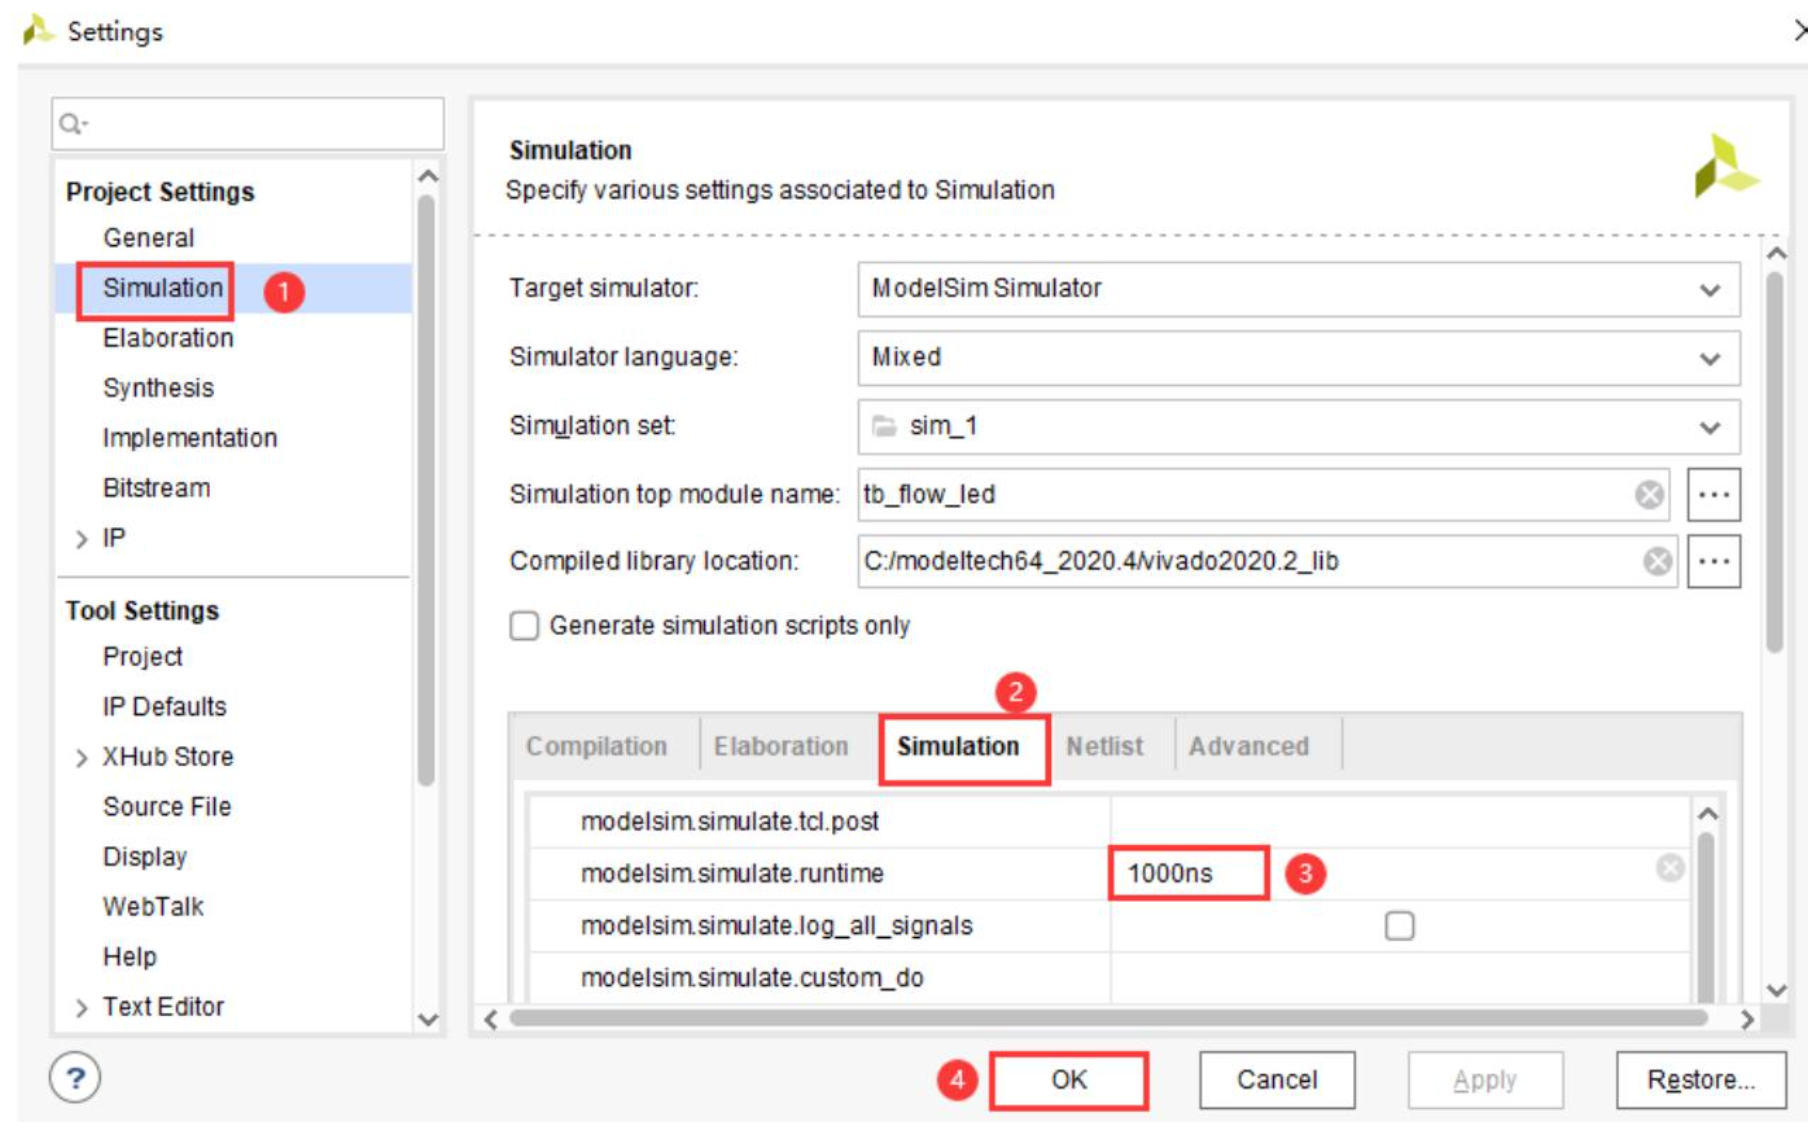 Settings
Project Settings
General
Simulation 1
Elaboration
Synthesis
Implementation
Bitstream
IP
Tool Settings
Project
IP Defaults
XHub Store
Source File
Display
WebTalk
Help
Text Editor
Simulation
Specify various settings associated to Simulation
Target simulator: ModelSim Simulator
Simulator language: Mixed
Simulation set: sim_1
Simulation top module name: tb_flow_led ...
Compiled library location: C:/modeltech64_2020.4/vivado2020.2_lib ...
Generate simulation scripts only
2
Compilation Elaboration Simulation Netlist Advanced
modelsim.simulate.tcl.post
modelsim.simulate.runtime 1000ns 3
modelsim.simulate.log_all_signals
modelsim.simulate.custom_do
? 4 OK Cancel Apply Restore...